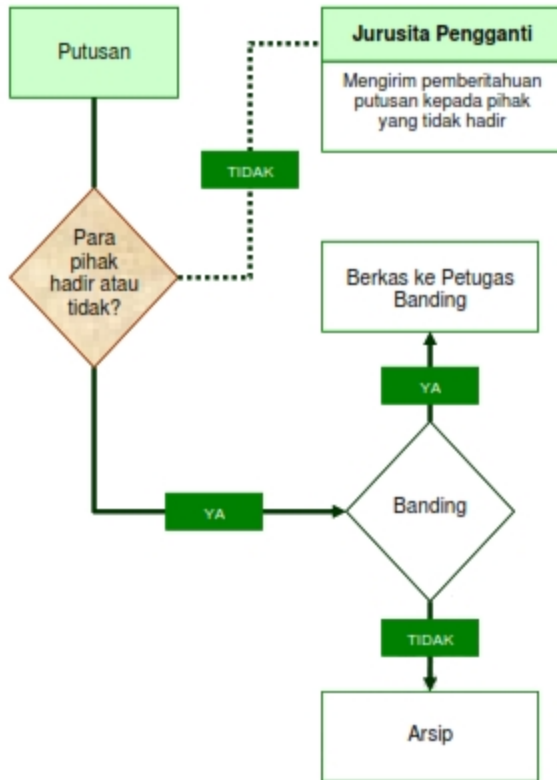 Putusan
Jurusita Pengganti
Mengirim pemberitahuan
putusan kepada pihak
yang tidak hadir
TIDAK
Para
pihak
hadir atau
tidak?
Berkas ke Petugas
Banding
YA
Banding
YA
TIDAK
Arsip